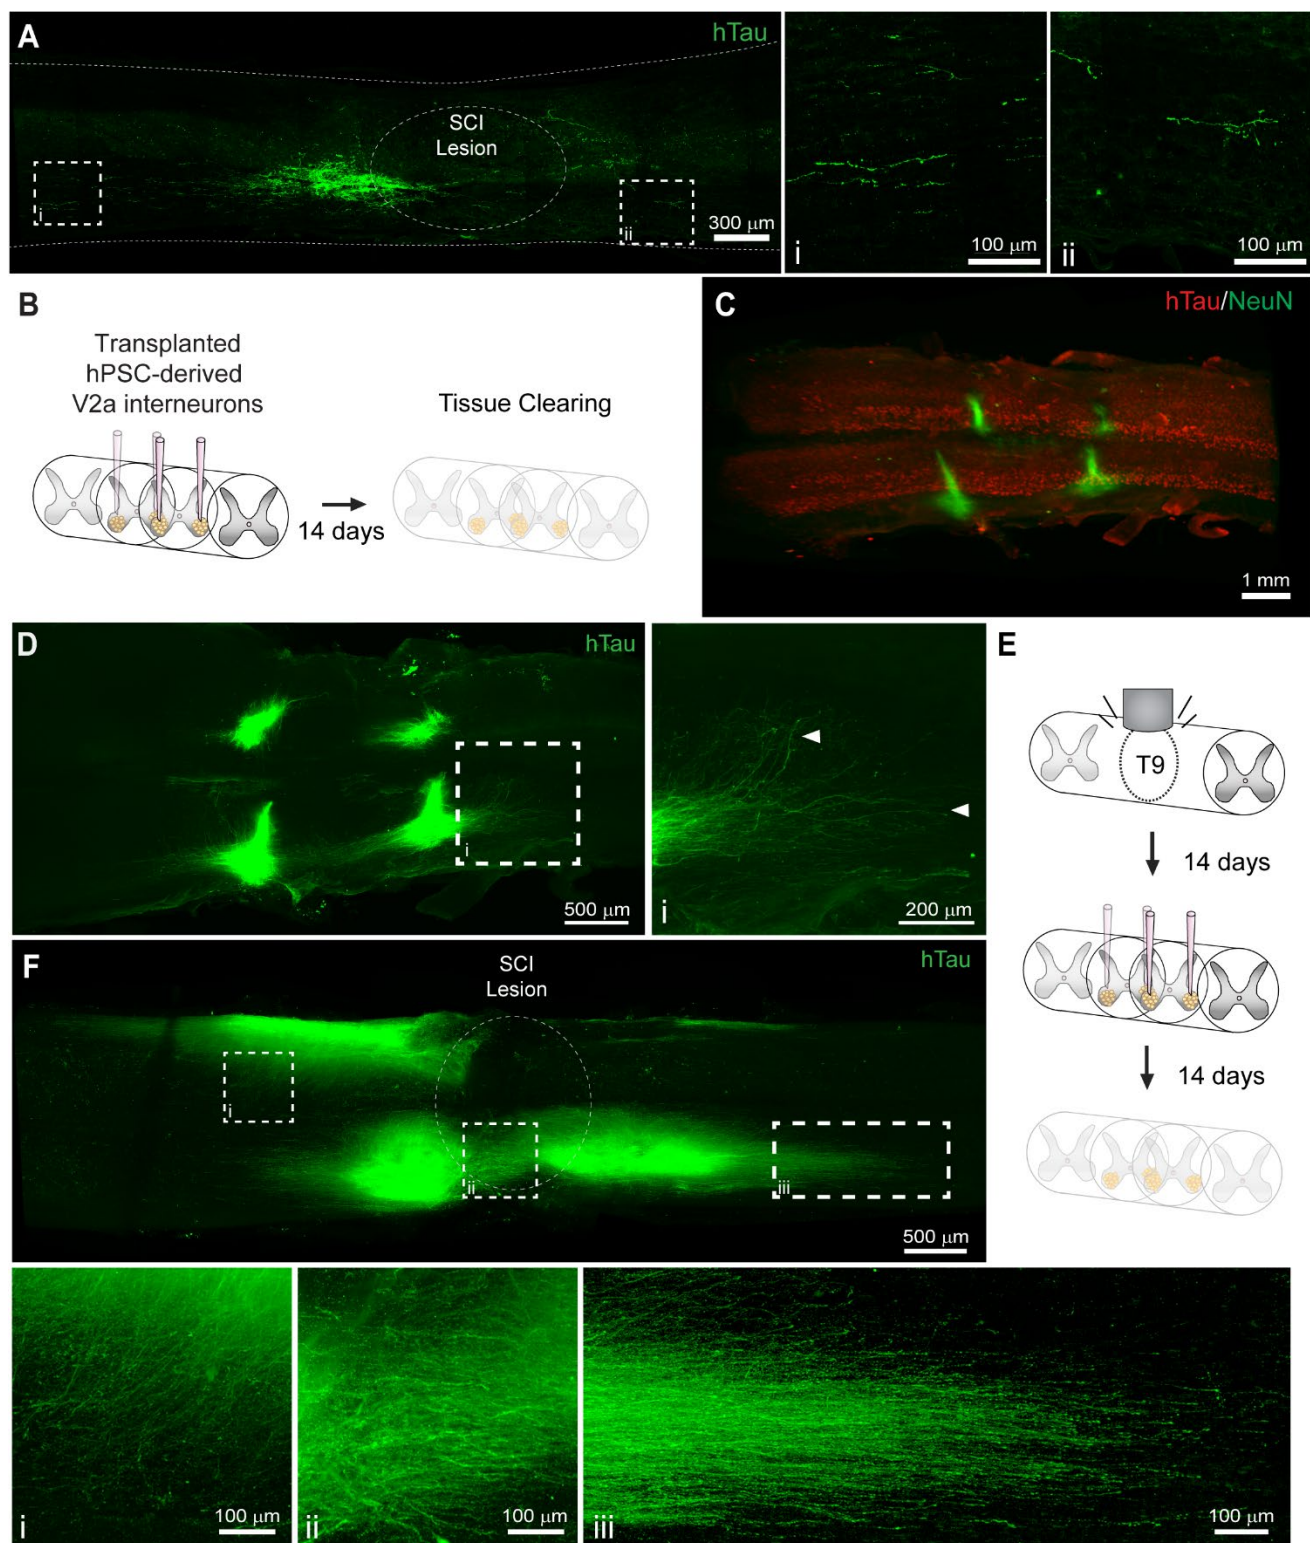 A
hTau
SCI
Lesion
i
ii
300 μm
i
100 μm
ii
100 μm
B
Transplanted
hPSC-derived
V2a interneurons
14 days
Tissue Clearing
C
hTau/NeuN
1 mm
D
hTau
i
500 μm
i
200 μm
E
T9
14 days
14 days
F
SCI
Lesion
hTau
i
ii
iii
500 μm
i
100 μm
ii
100 μm
iii
100 μm